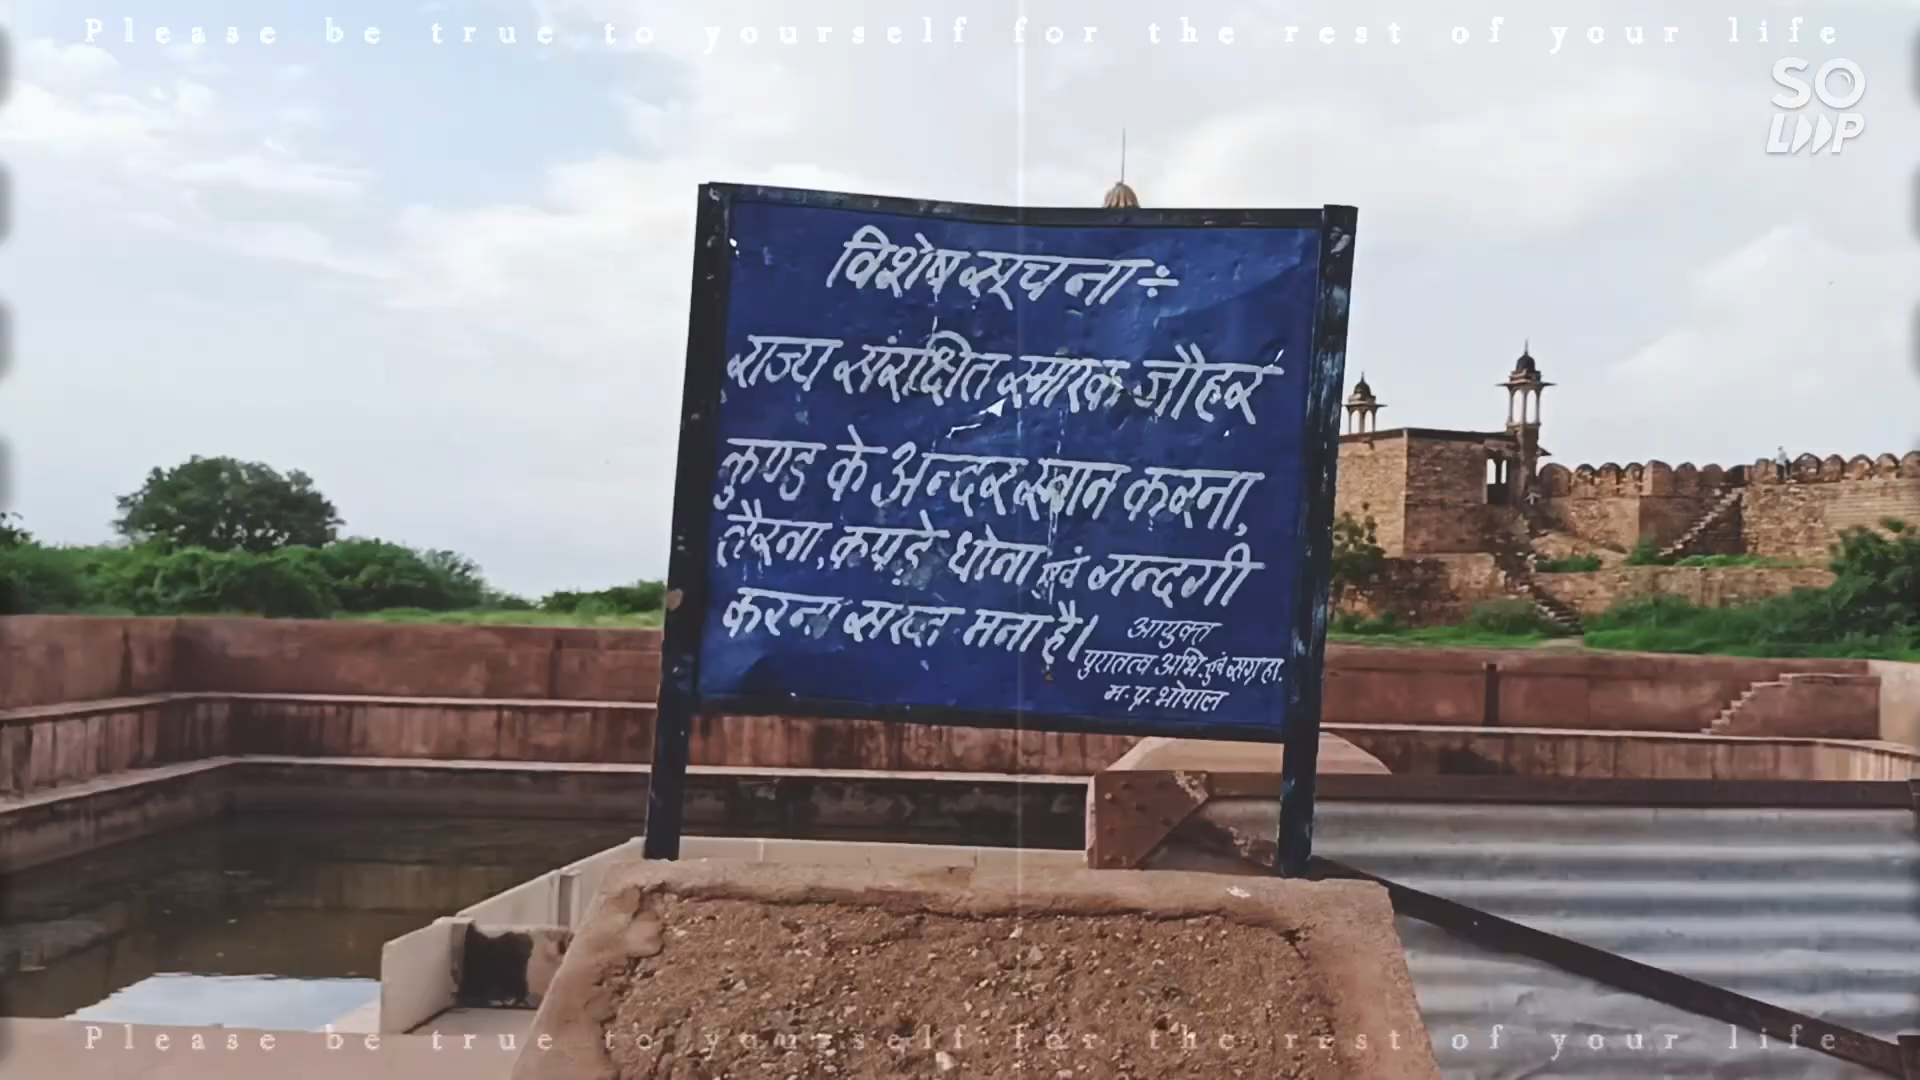 Please be true to yourself for the rest of your life
SO
LOOP
विशेष सूचना÷
राज्य संरक्षित स्मारक जौहर
कुण्ड के अन्दर स्नान करना,
तैरना, कपड़े धोना एवं गन्दगी
करना सख्त मना है।
आयुक्त
पुरातत्व अभि. एवं संग्रहा.
म.प्र. भोपाल
Please be true to yourself for the rest of your life